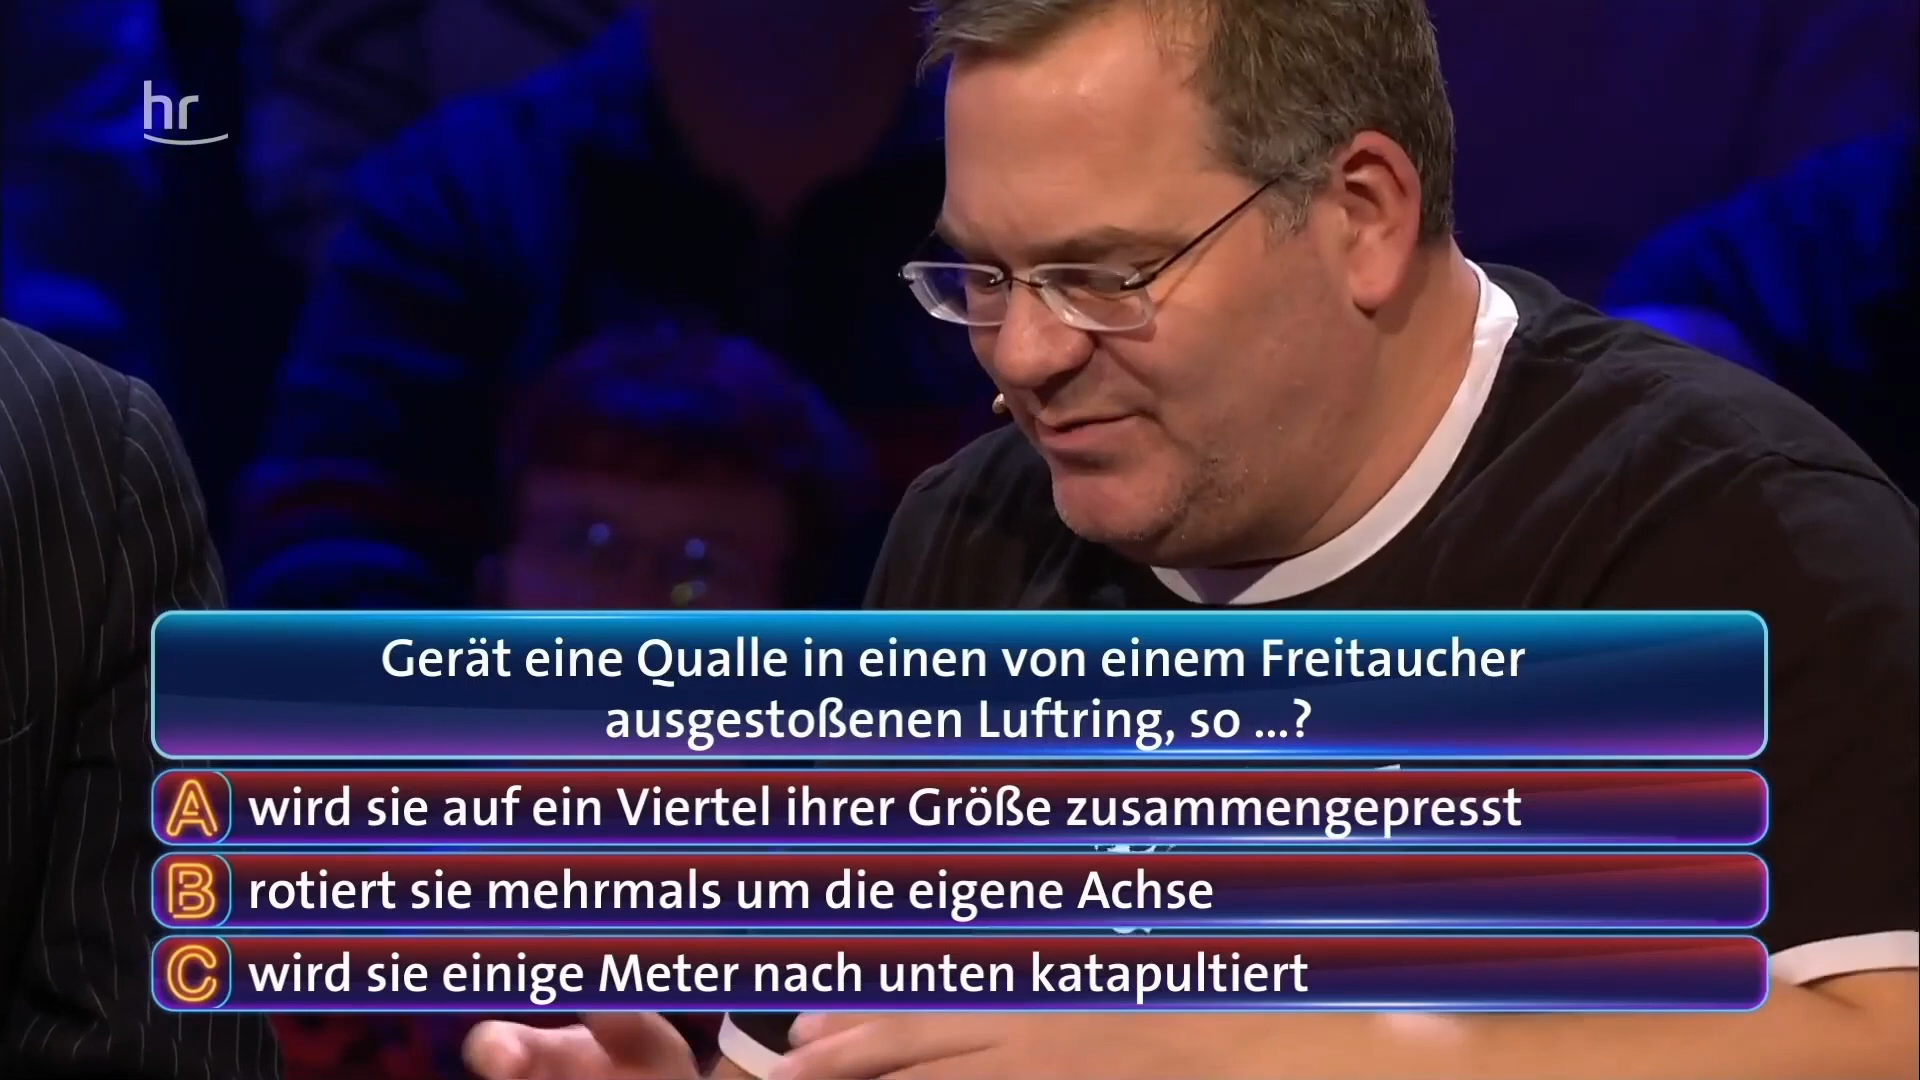 hr
Gerät eine Qualle in einen von einem Freitaucher
ausgestoßenen Luftring, so ...?
A wird sie auf ein Viertel ihrer Größe zusammengepresst
B rotiert sie mehrmals um die eigene Achse
C wird sie einige Meter nach unten katapultiert